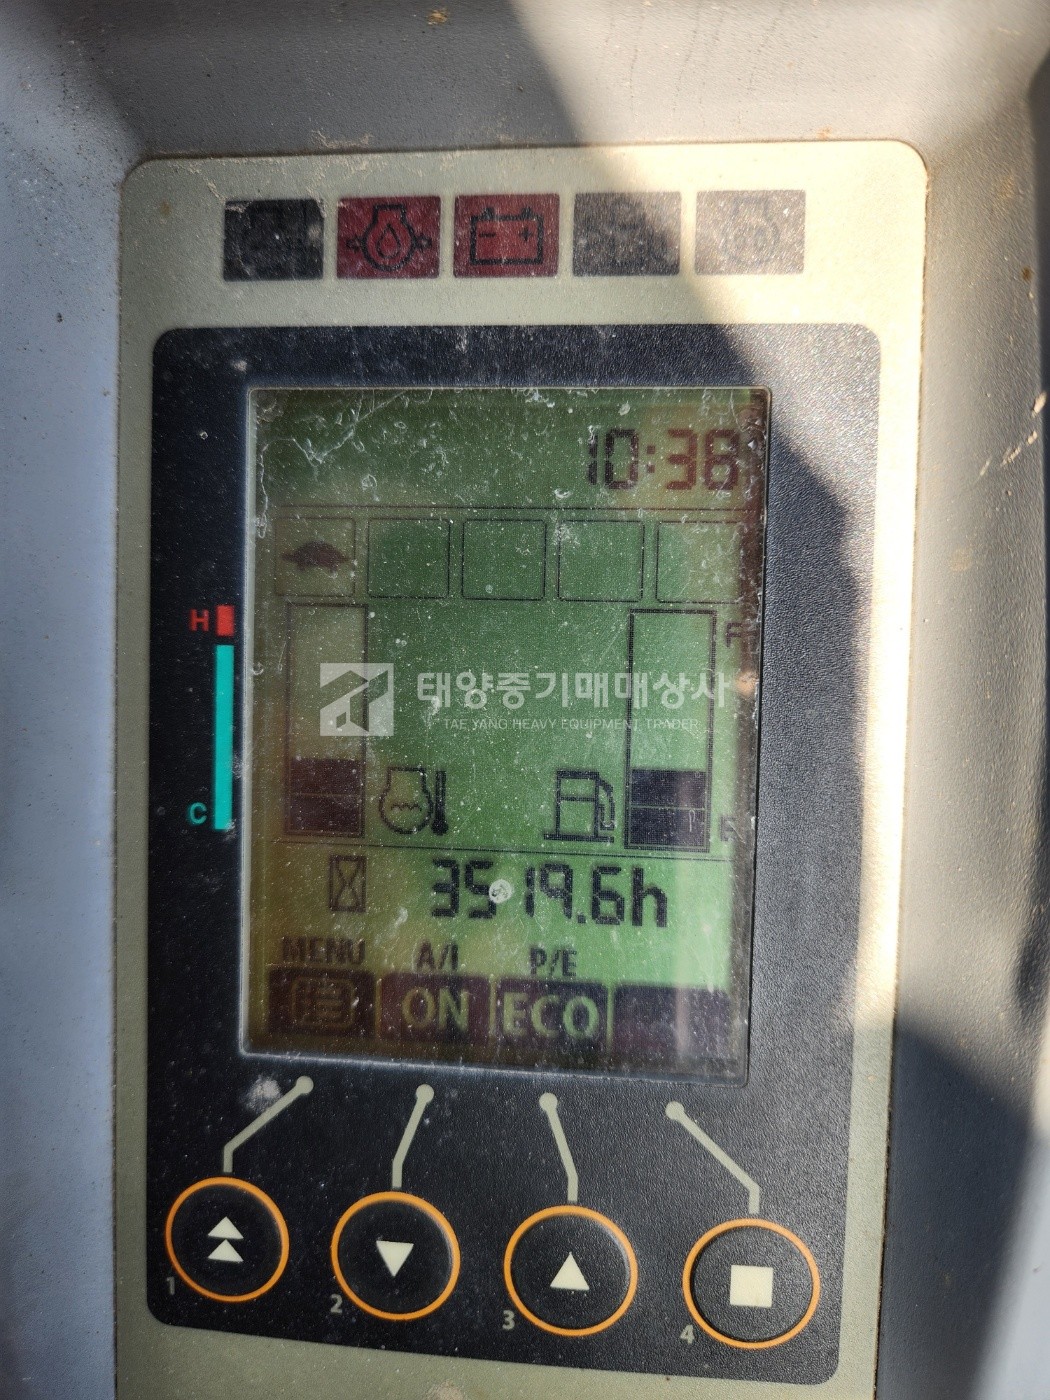 10:38
H
F
태양중기매매상사
TAE YANG HEAVY EQUIPMENT TRADER
C
E
3519.6h
MENU A/I P/E
ON ECO
1
2
3
4